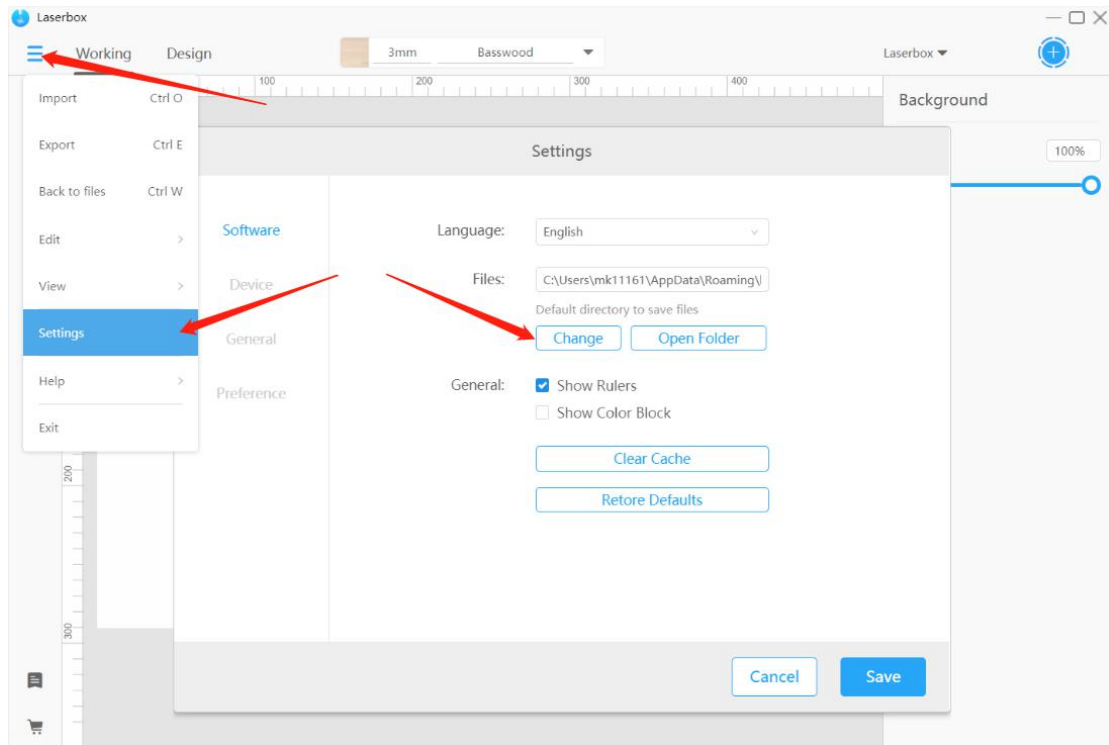 Laserbox
Working Design 3mm Basswood Laserbox
100 200 300 400
Import Ctrl O
Background
Export Ctrl E
Settings
100%
Back to files Ctrl W
Software
Language: English
Edit
Device
Files: C:\Users\mk11161\AppData\Roaming\
View
Default directory to save files
Settings
General
Change Open Folder
Help
Preference
General: Show Rulers
Show Color Block
Exit
Clear Cache
200
Retore Defaults
300
Cancel Save